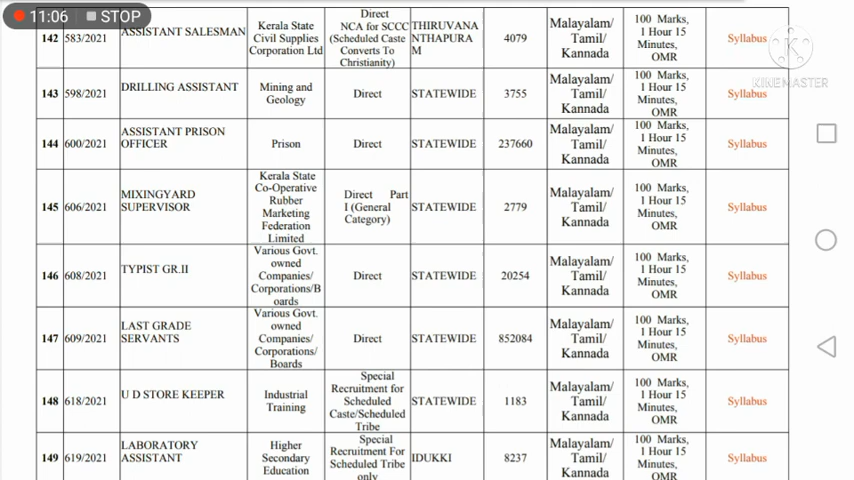 11:06 STOP
KINEMASTER
142 583/2021 ASSISTANT SALESMAN Kerala State Civil Supplies Corporation Ltd Direct NCA for SCCC (Scheduled Caste Converts To Christianity) THIRUVANA NTHAPURA M 4079 Malayalam/ Tamil/ Kannada 100 Marks, 1 Hour 15 Minutes, OMR Syllabus
143 598/2021 DRILLING ASSISTANT Mining and Geology Direct STATEWIDE 3755 Malayalam/ Tamil/ Kannada 100 Marks, 1 Hour 15 Minutes, OMR Syllabus
144 600/2021 ASSISTANT PRISON OFFICER Prison Direct STATEWIDE 237660 Malayalam/ Tamil/ Kannada 100 Marks, 1 Hour 15 Minutes, OMR Syllabus
145 606/2021 MIXINGYARD SUPERVISOR Kerala State Co-Operative Rubber Marketing Federation Limited Direct Part I (General Category) STATEWIDE 2779 Malayalam/ Tamil/ Kannada 100 Marks, 1 Hour 15 Minutes, OMR Syllabus
146 608/2021 TYPIST GR.II Various Govt. owned Companies/ Corporations/B oards Direct STATEWIDE 20254 Malayalam/ Tamil/ Kannada 100 Marks, 1 Hour 15 Minutes, OMR Syllabus
147 609/2021 LAST GRADE SERVANTS Various Govt. owned Companies/ Corporations/ Boards Direct STATEWIDE 852084 Malayalam/ Tamil/ Kannada 100 Marks, 1 Hour 15 Minutes, OMR Syllabus
148 618/2021 U D STORE KEEPER Industrial Training Special Recruitment for Scheduled Caste/Scheduled Tribe STATEWIDE 1183 Malayalam/ Tamil/ Kannada 100 Marks, 1 Hour 15 Minutes, OMR Syllabus
149 619/2021 LABORATORY ASSISTANT Higher Secondary Education Special Recruitment For Scheduled Tribe only IDUKKI 8237 Malayalam/ Tamil/ Kannada 100 Marks, 1 Hour 15 Minutes, OMR Syllabus